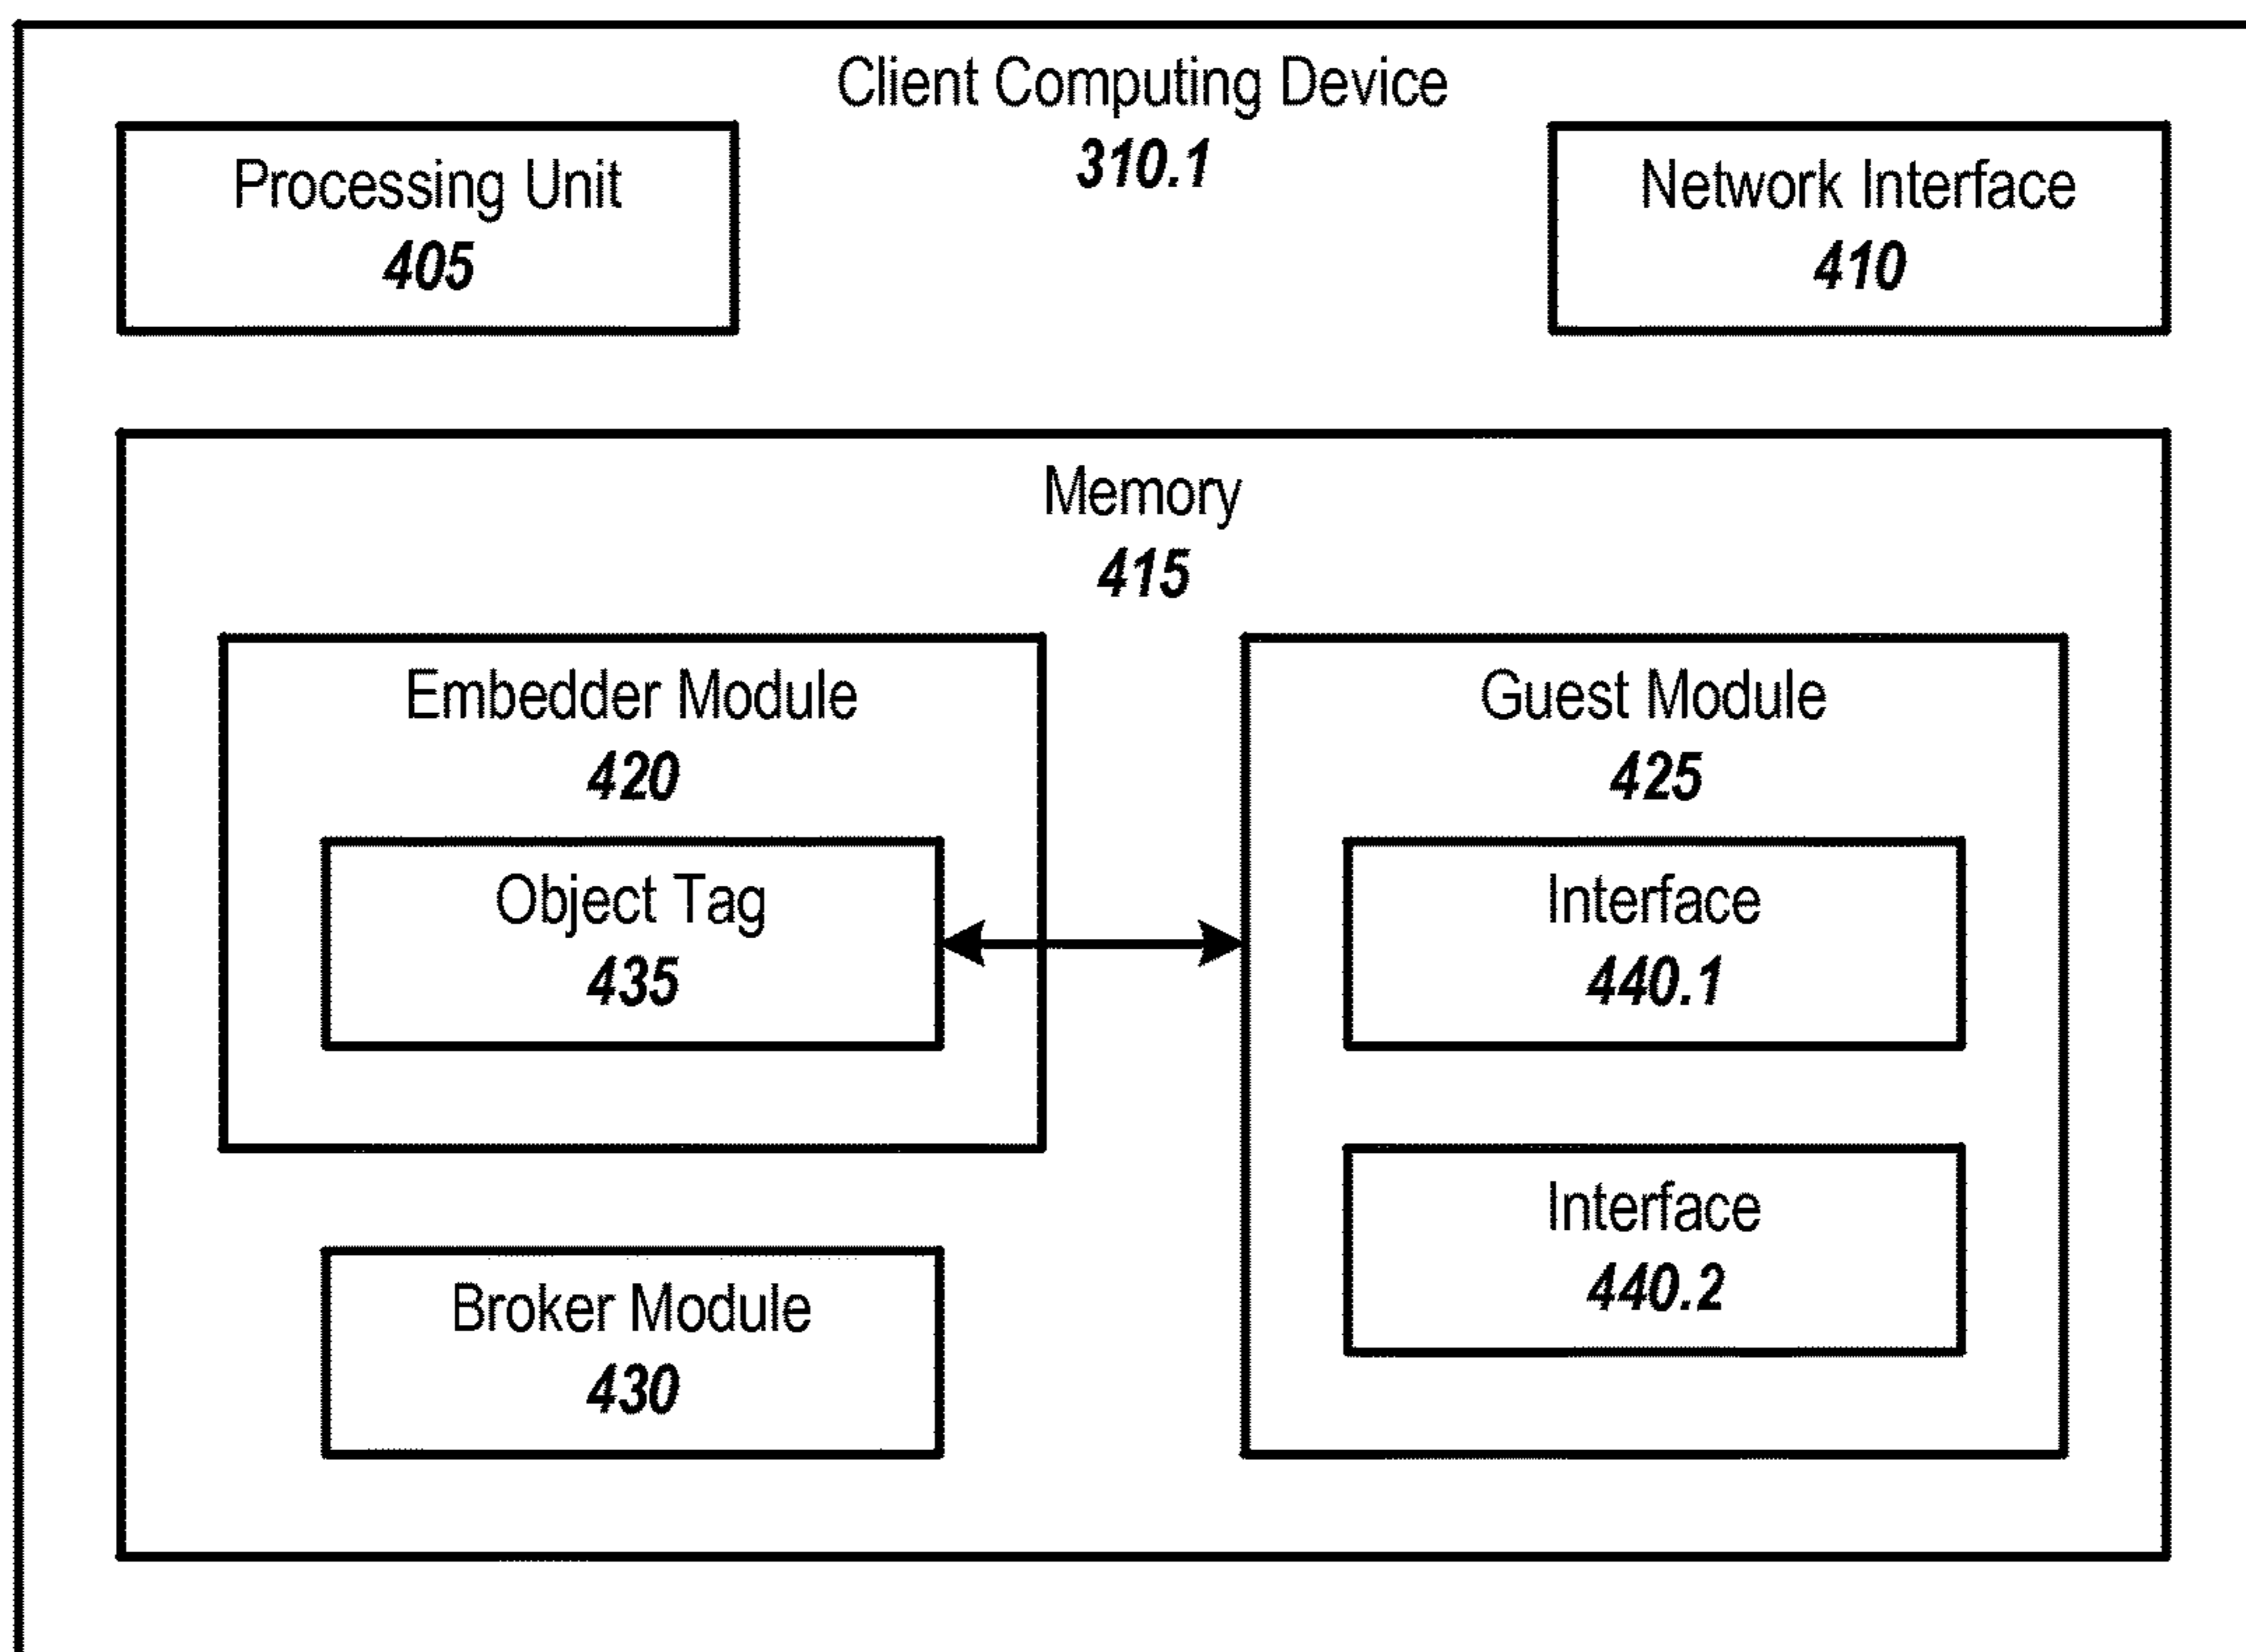 Client Computing Device
310.1
Processing Unit
405
Network Interface
410
Memory
415
Embedder Module
420
Object Tag
435
Broker Module
430
Guest Module
425
Interface
440.1
Interface
440.2